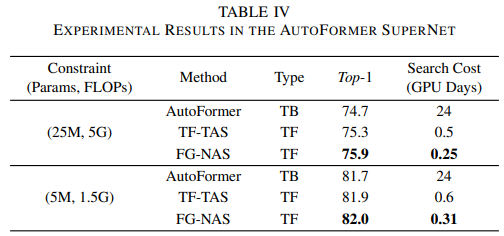 TABLE IV
EXPERIMENTAL RESULTS IN THE AUTOFORMER SUPERNET
Constraint (Params, FLOPs) Method Type Top-1 Search Cost (GPU Days)
AutoFormer TB 74.7 24
(25M, 5G) TF-TAS TF 75.3 0.5
FG-NAS TF 75.9 0.25
AutoFormer TB 81.7 24
(5M, 1.5G) TF-TAS TF 81.9 0.6
FG-NAS TF 82.0 0.31